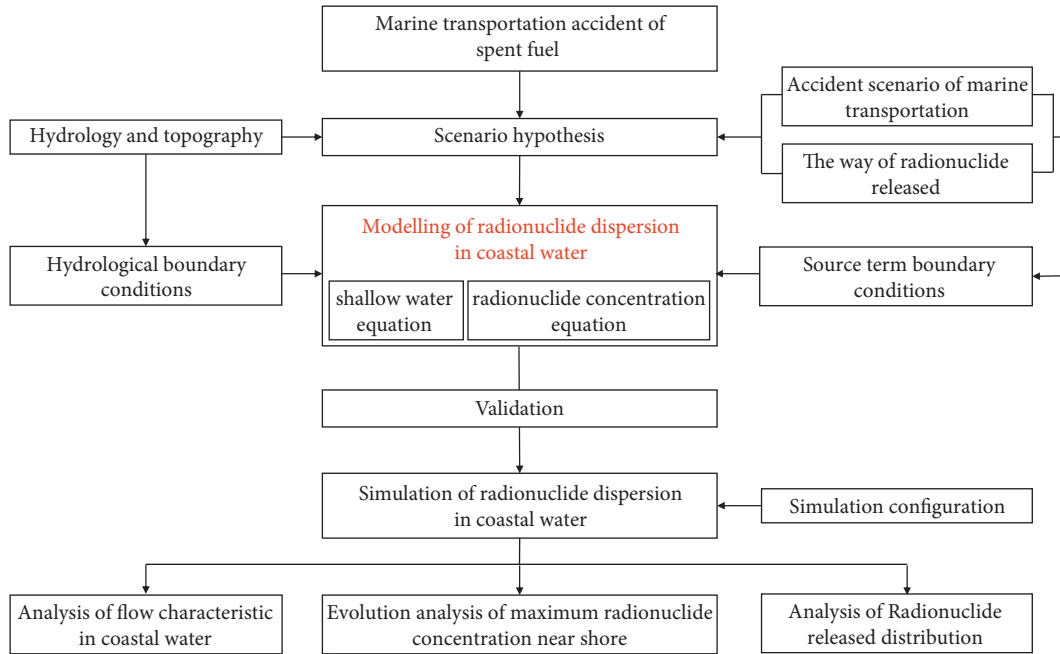 Marine transportation accident of
spent fuel
Accident scenario of marine
transportation
Hydrology and topography
Scenario hypothesis
The way of radionuclide
released
Modelling of radionuclide dispersion
in coastal water
Hydrological boundary
conditions
shallow water
equation
radionuclide concentration
equation
Source term boundary
conditions
Validation
Simulation of radionuclide dispersion
in coastal water
Simulation configuration
Analysis of flow characteristic
in coastal water
Evolution analysis of maximum radionuclide
concentration near shore
Analysis of Radionuclide
released distribution